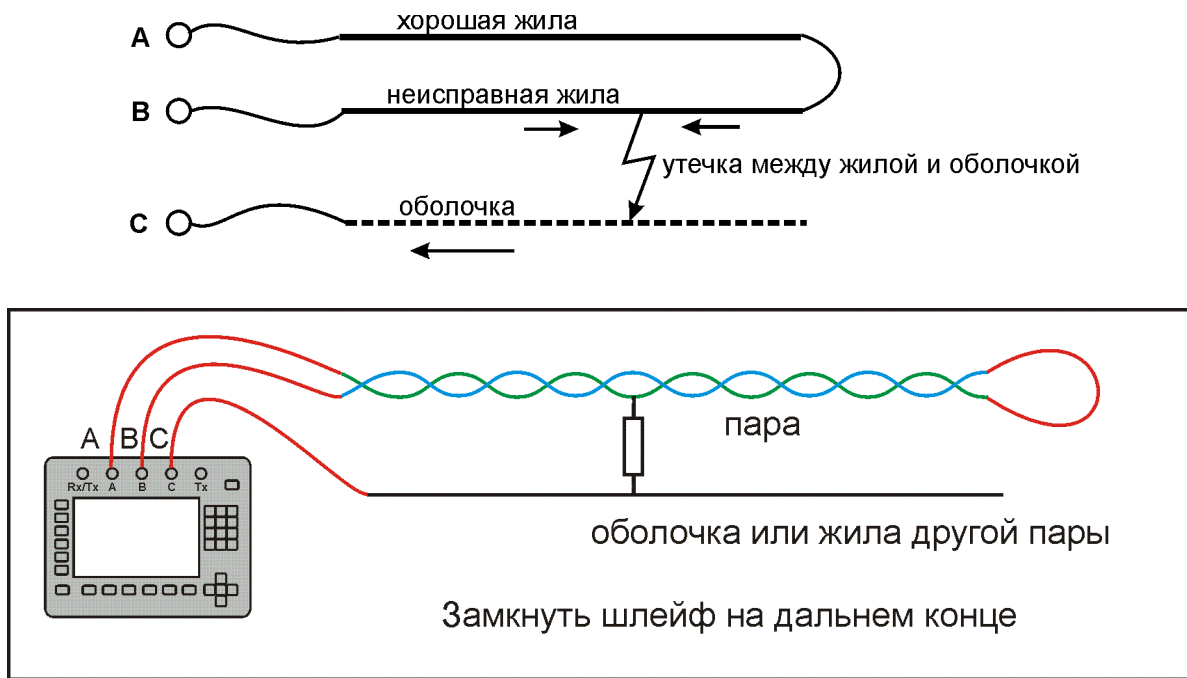 A
хорошая жила
B
неисправная жила
утечка между жилой и оболочкой
C
оболочка
A B C
Rx/Tx A B C Tx
пара
оболочка или жила другой пары
Замкнуть шлейф на дальнем конце